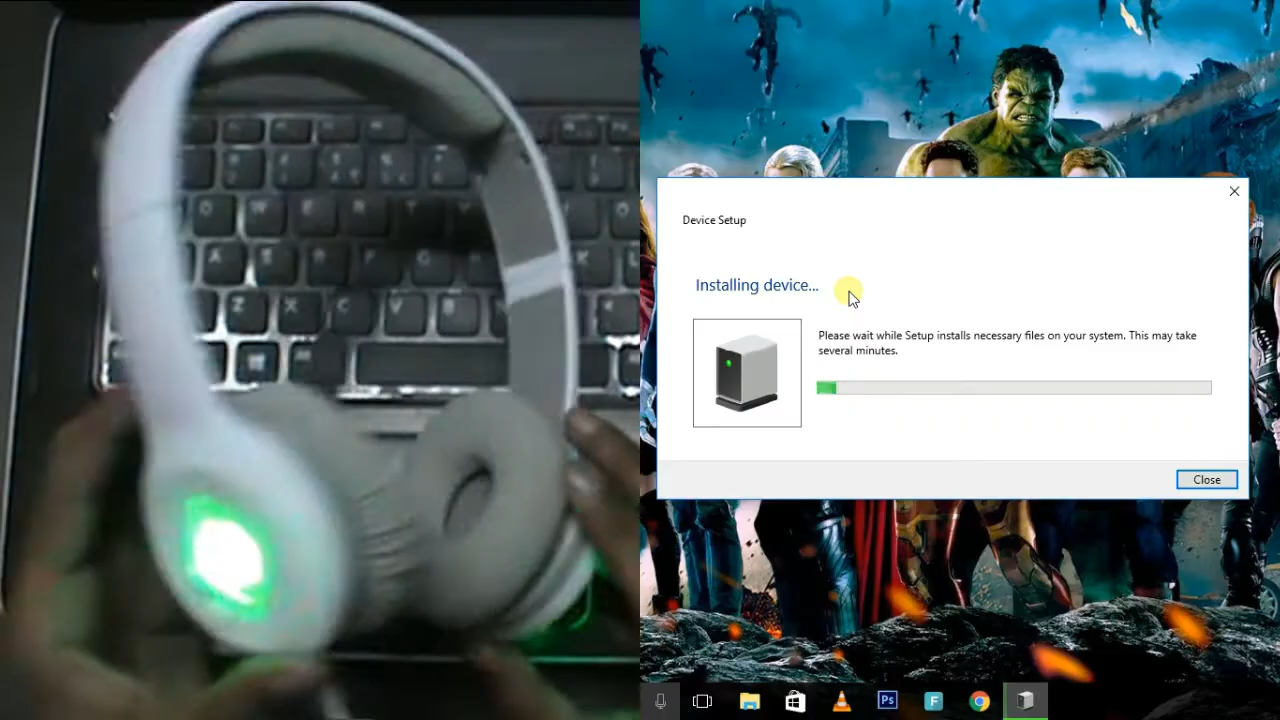 Q W E R T Y
A
Z X C V B
K L
Device Setup
Installing device...
Please wait while Setup installs necessary files on your system. This may take
several minutes.
Close
Ps
F